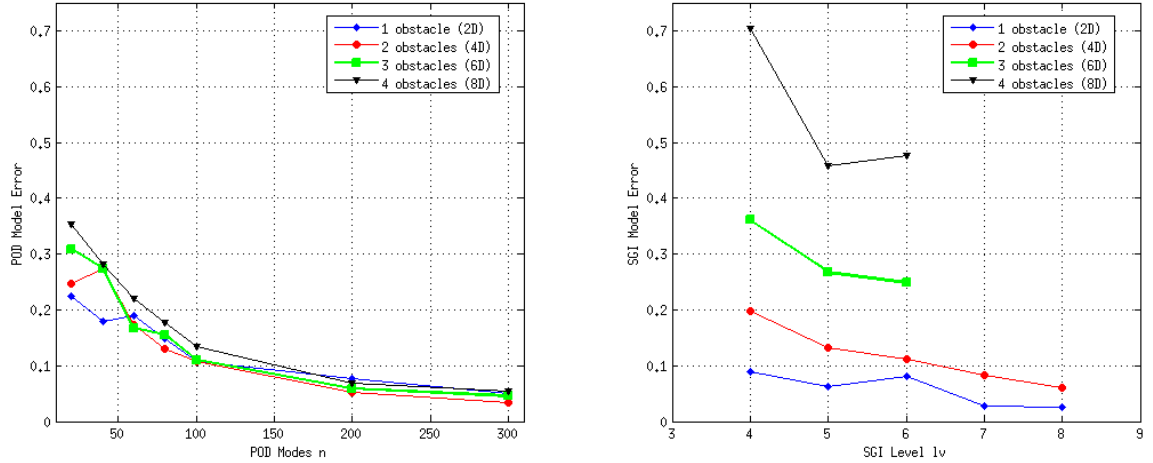 0.7
0.6
0.5
0.4
0.3
0.2
0.1
0
POD Model Error
50 100 150 200 250 300
POD Modes n
1 obstacle (2D)
2 obstacles (4D)
3 obstacles (6D)
4 obstacles (8D)
0.7
0.6
0.5
0.4
0.3
0.2
0.1
0
SGI Model Error
3 4 5 6 7 8 9
SGI Level lv
1 obstacle (2D)
2 obstacles (4D)
3 obstacles (6D)
4 obstacles (8D)